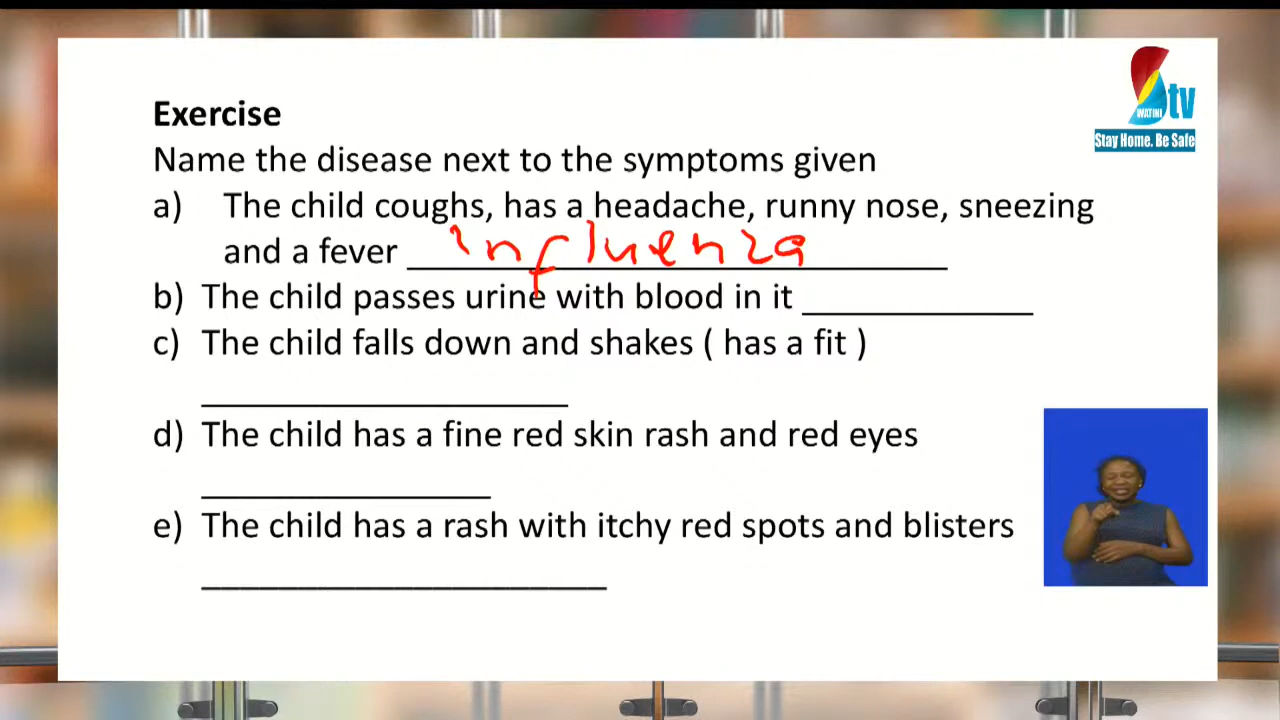 Exercise
Name the disease next to the symptoms given
a) The child coughs, has a headache, runny nose, sneezing
and a fever influenza
b) The child passes urine with blood in it
c) The child falls down and shakes ( has a fit )
d) The child has a fine red skin rash and red eyes
e) The child has a rash with itchy red spots and blisters
tv
WATINI
Stay Home. Be Safe